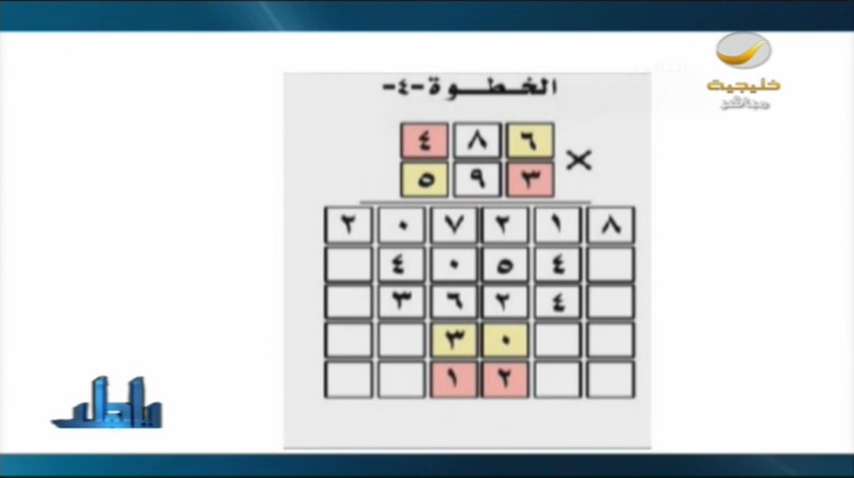 خليجية
مباشر
الخطوة -٤-
٤ ٨ ٦
×
٥ ٩ ٣
٢ ٠ ٧ ٢ ١ ٨
٤ ٠ ٥ ٤
٣ ٦ ٢ ٤
٣ ٠
١ ٢